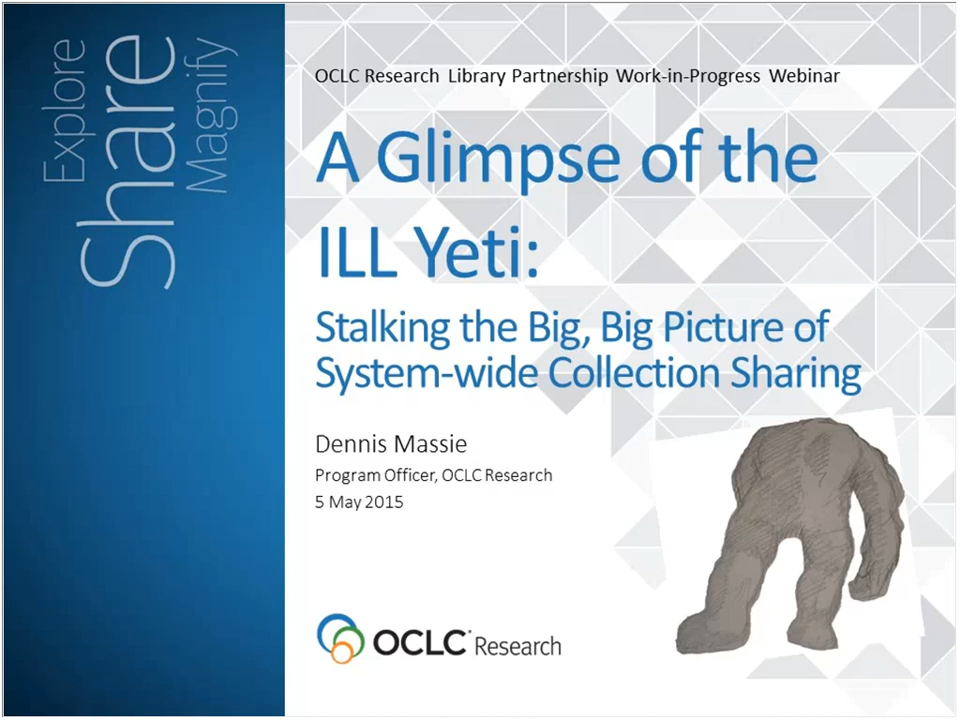 Explore
Share
Magnify
OCLC Research Library Partnership Work-in-Progress Webinar
A Glimpse of the
ILL Yeti:
Stalking the Big, Big Picture of
System-wide Collection Sharing
Dennis Massie
Program Officer, OCLC Research
5 May 2015
OCLC® Research